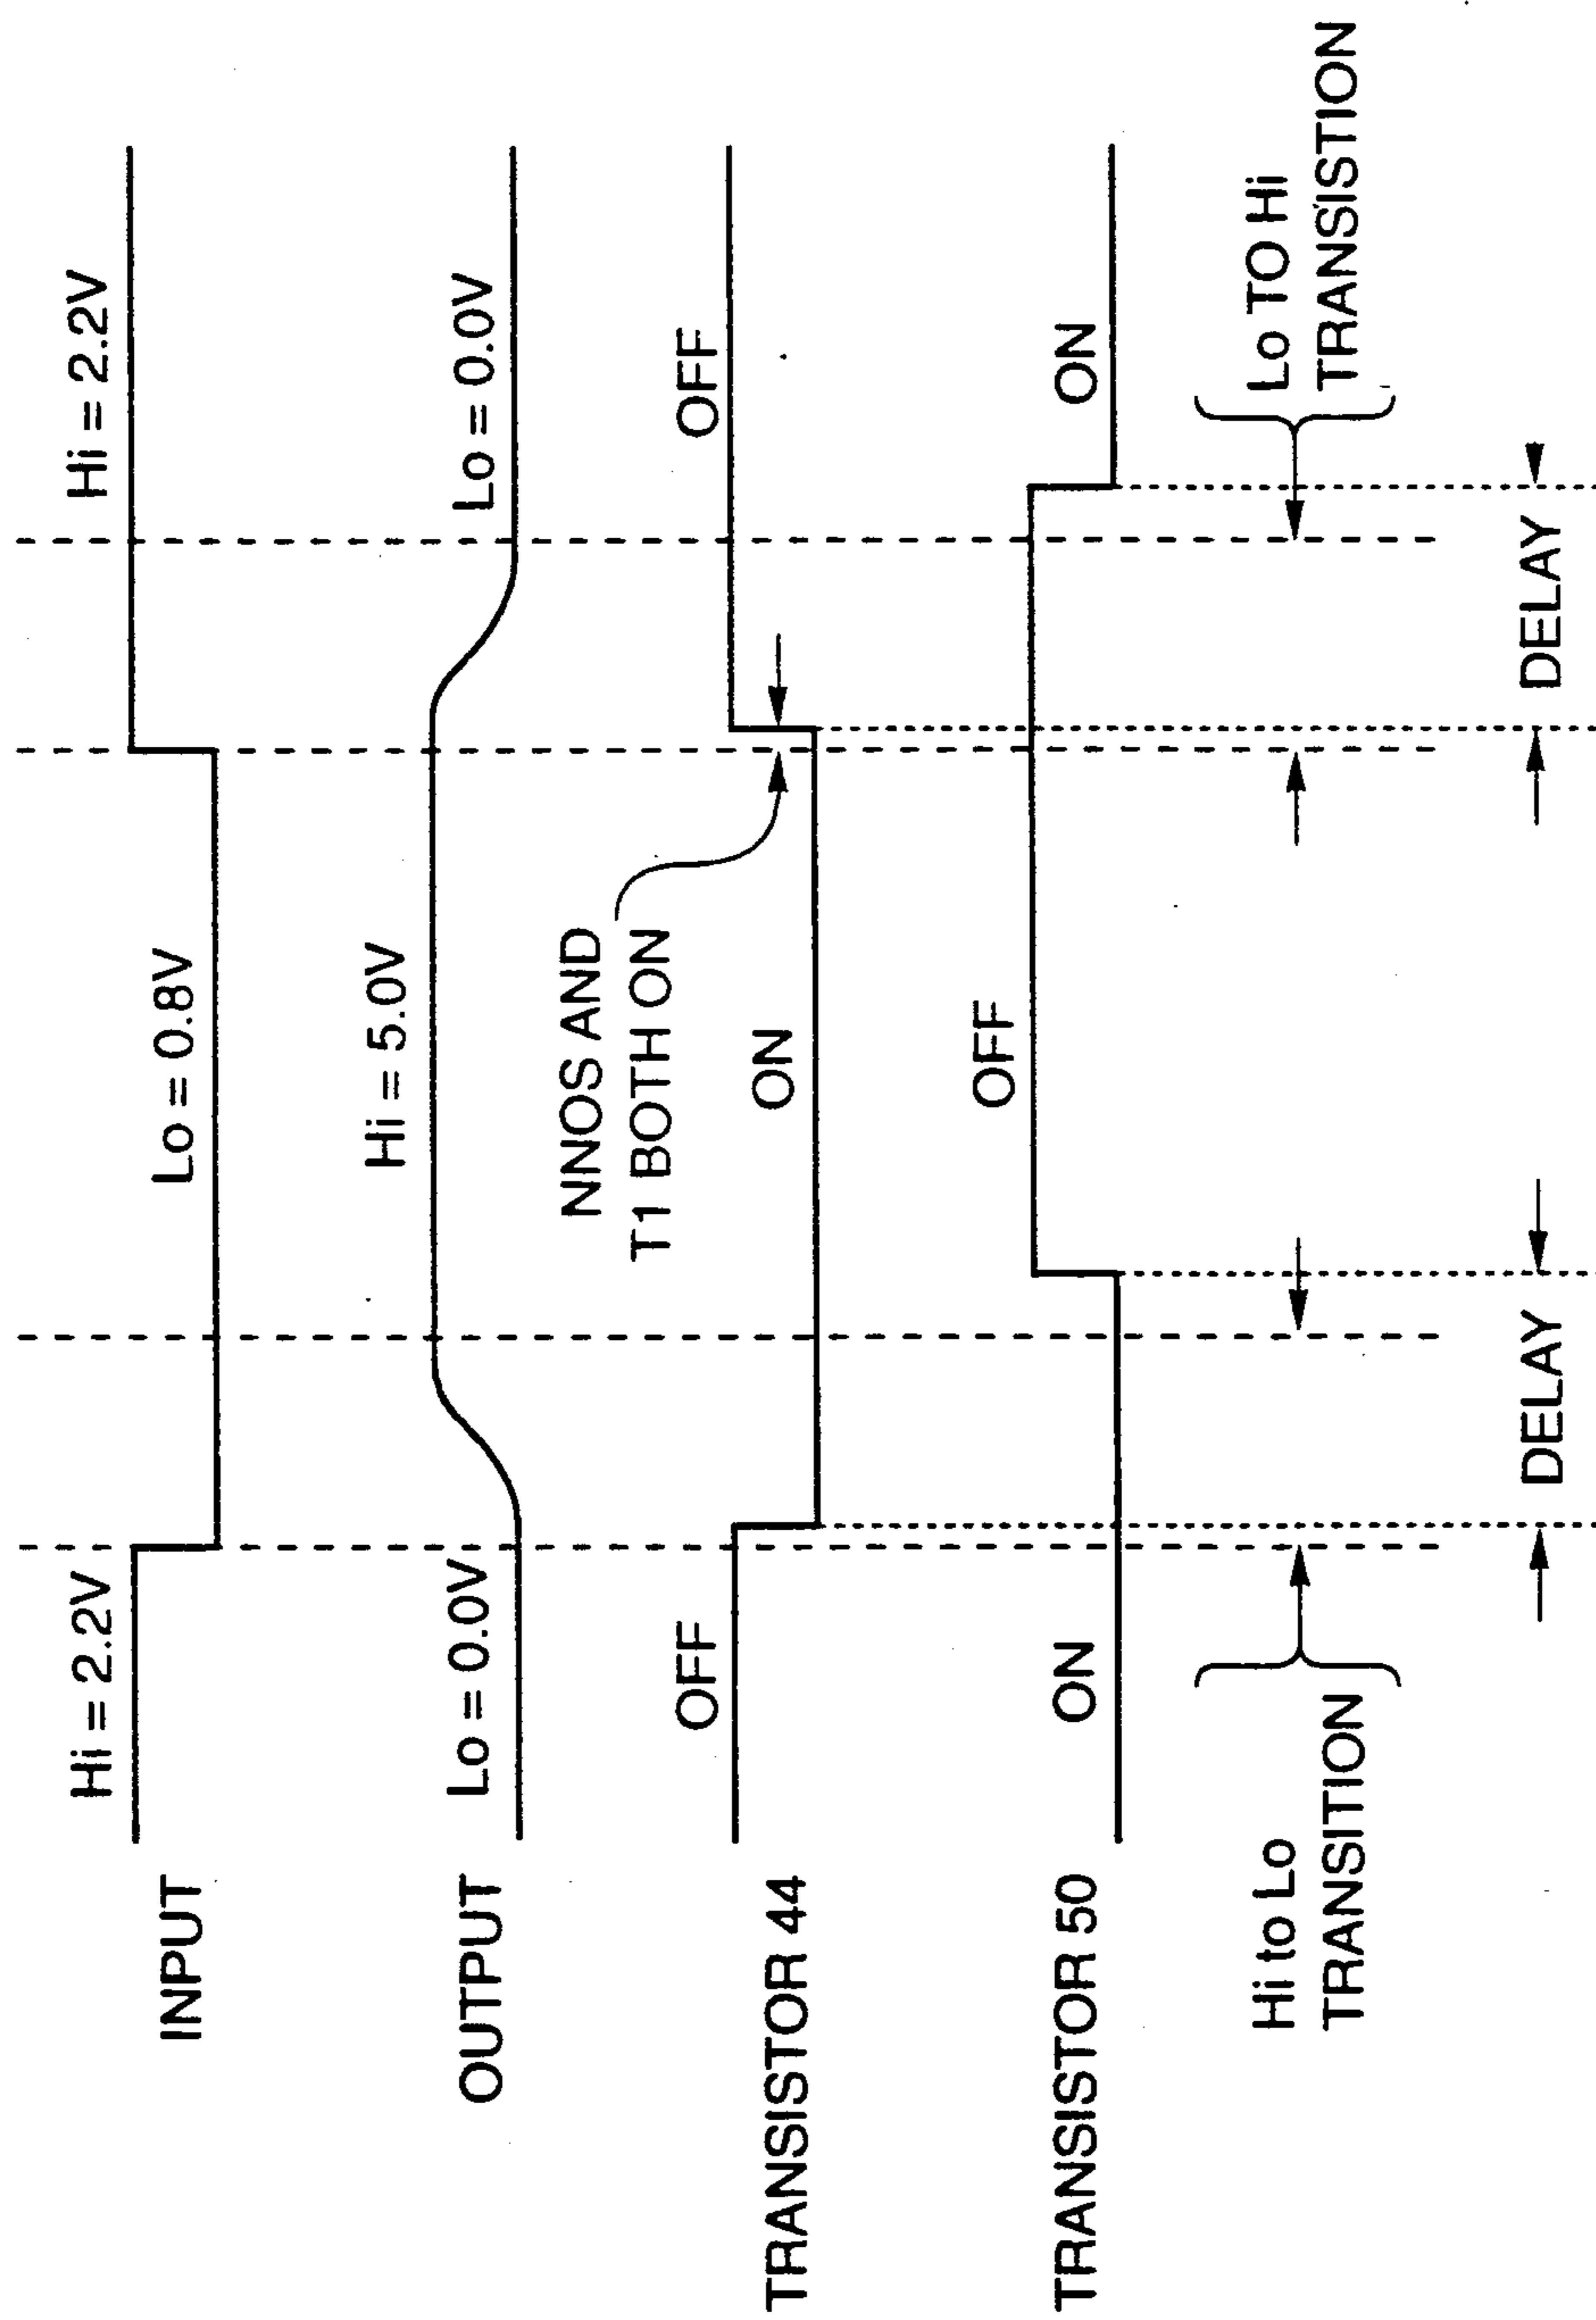 INPUT
Hi = 2.2V
Lo = 0.8V
Hi = 2.2V
OUTPUT
Lo = 0.0V
Hi = 5.0V
Lo = 0.0V
NNOS AND
T1 BOTH ON
TRANSISTOR 44
OFF
ON
OFF
TRANSISTOR 50
ON
OFF
ON
Hi to Lo
TRANSITION
Lo TO Hi
TRANSISTION
DELAY
DELAY